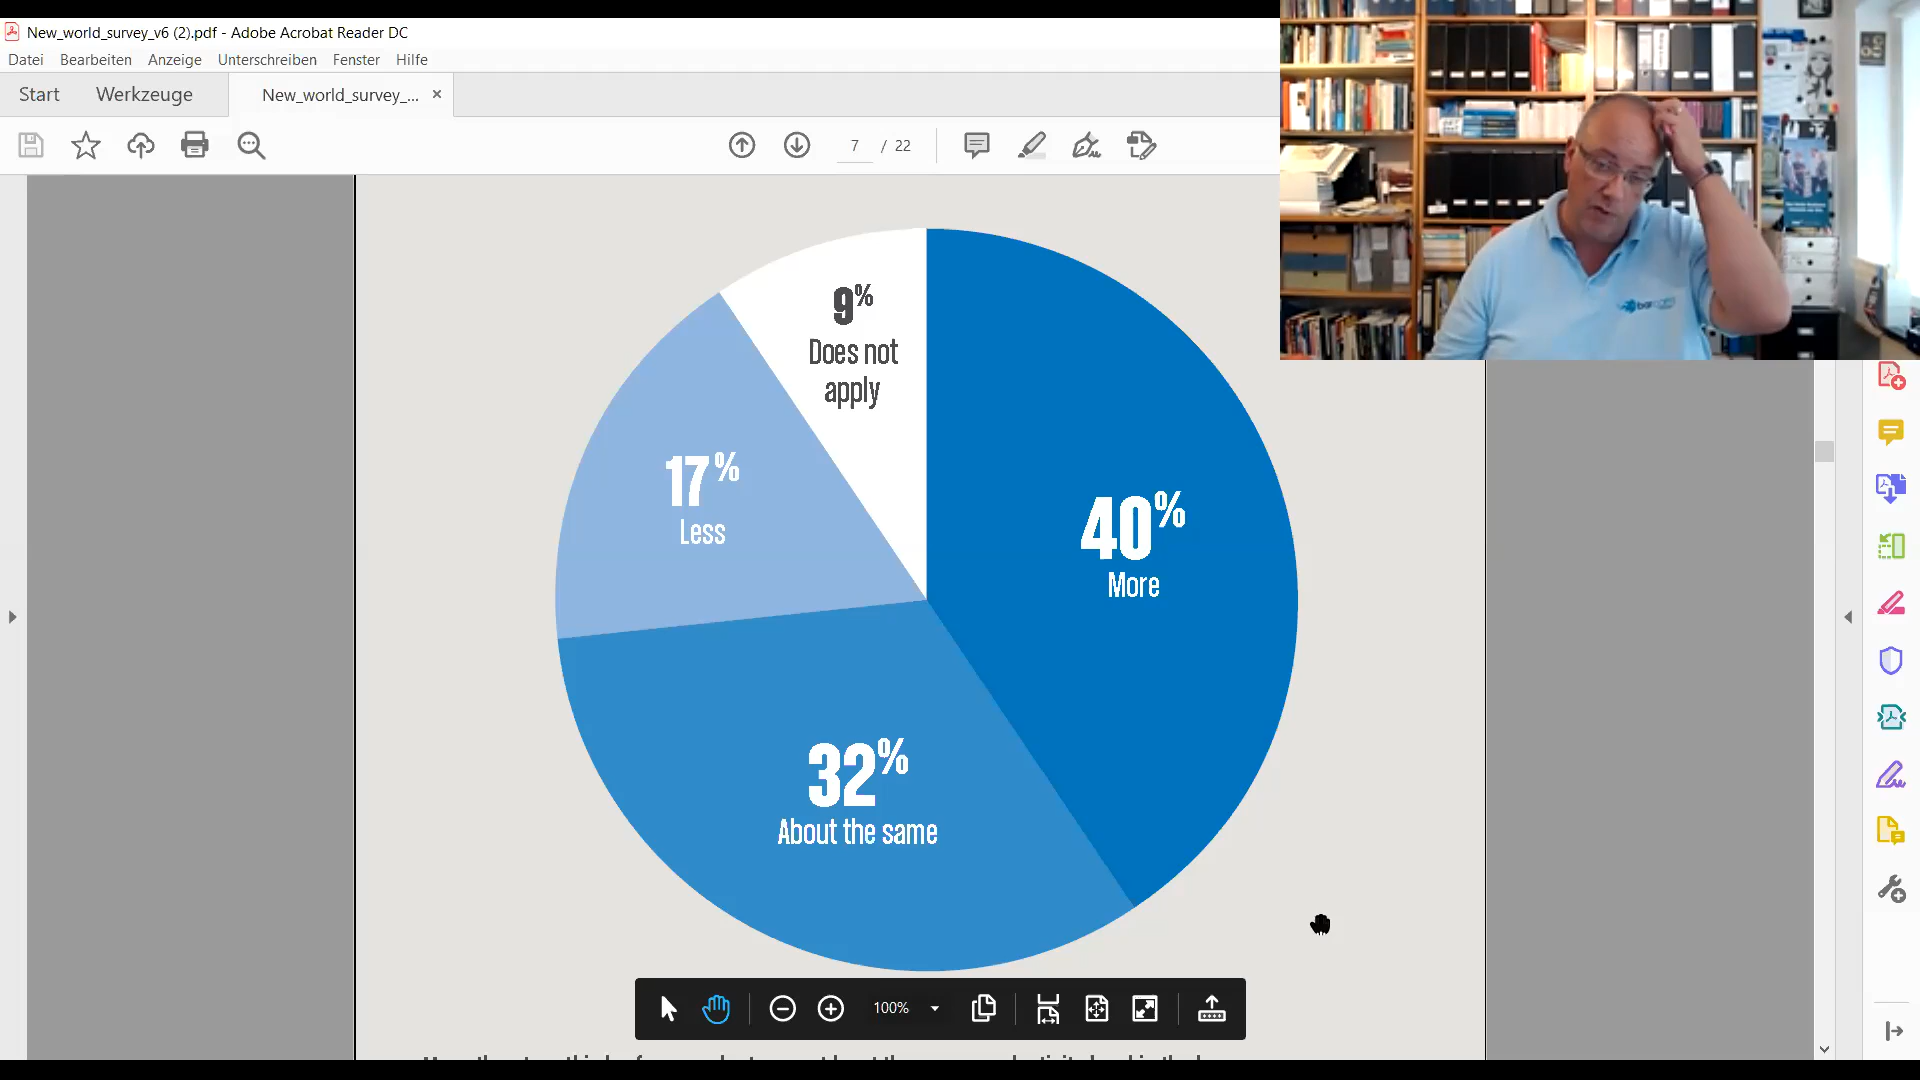 New_world_survey_v6 (2).pdf - Adobe Acrobat Reader DC
Datei Bearbeiten Anzeige Unterschreiben Fenster Hilfe
Start Werkzeuge New_world_survey_... ×
7 / 22
9%
Does not
apply
17%
Less
40%
More
32%
About the same
100%